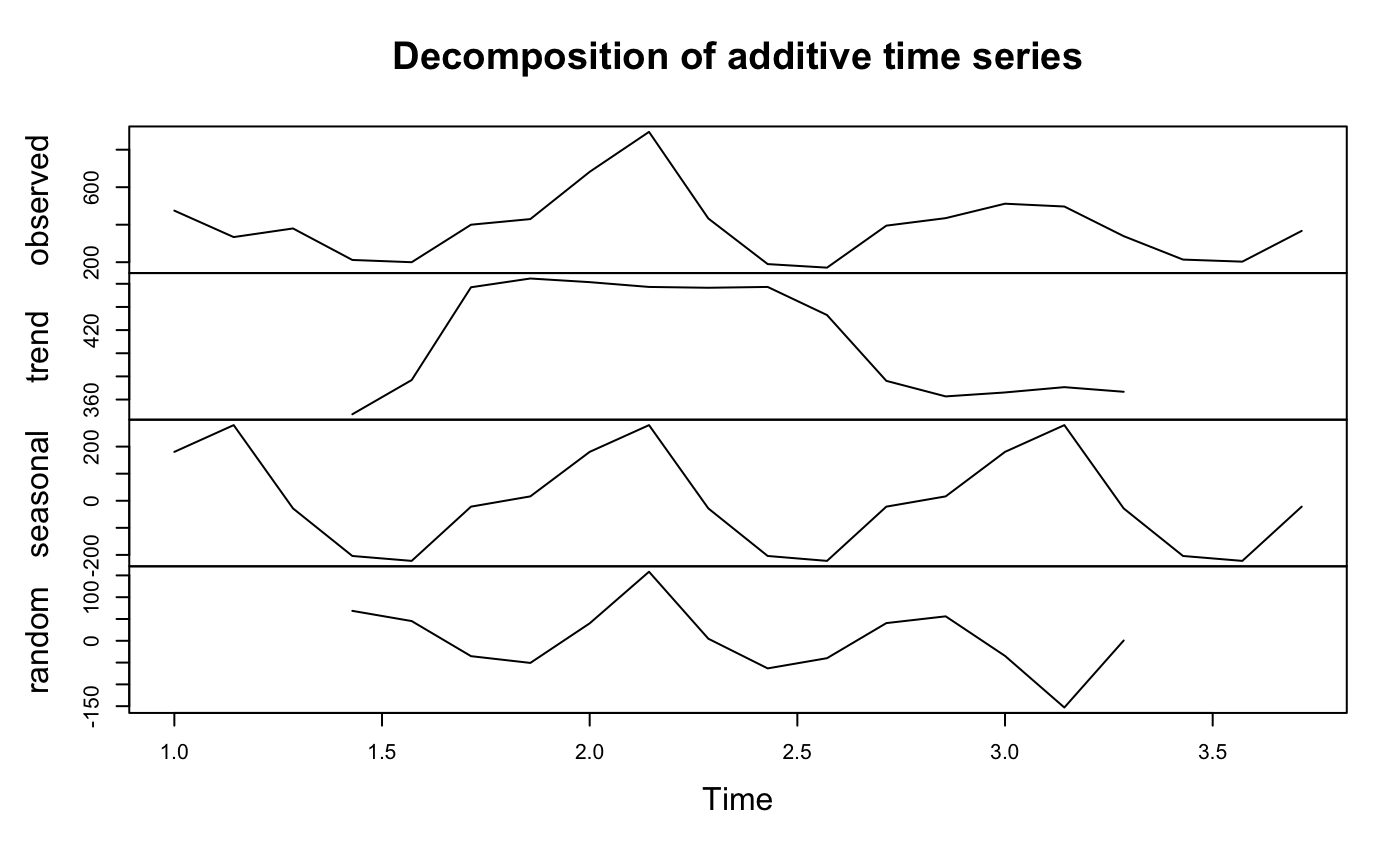 Decomposition of additive time series
observed
200 600
trend
360 420
seasonal
-200 0 200
random
-150 0 100
1.0 1.5 2.0 2.5 3.0 3.5
Time